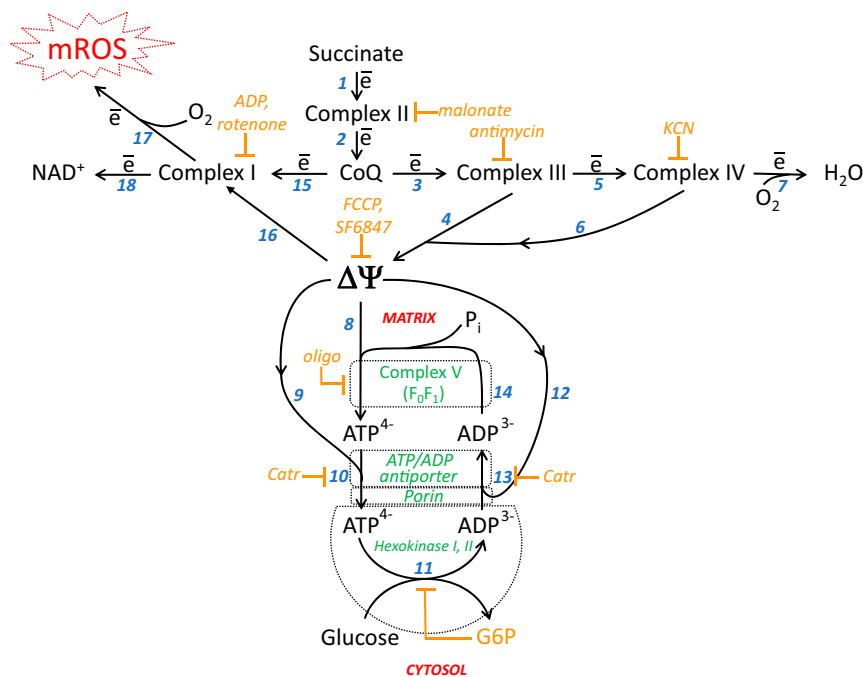 mROS
Succinate
1 e̅
Complex II
malonate
2 e̅
ADP,
rotenone
O₂
e̅
17
antimycin
KCN
NAD⁺
e̅
18
Complex I
e̅
15
CoQ
e̅
3
Complex III
e̅
5
Complex IV
e̅
7
O₂
H₂O
16
FCCP,
SF6847
4
6
ΔΨ
8
MATRIX
Pᵢ
oligo
9
Complex V
(F₀F₁)
14
12
ATP⁴⁻
ADP³⁻
Catr
10
ATP/ADP
antiporter
13
Catr
Porin
ATP⁴⁻
ADP³⁻
Hexokinase I, II
11
Glucose
G6P
CYTOSOL